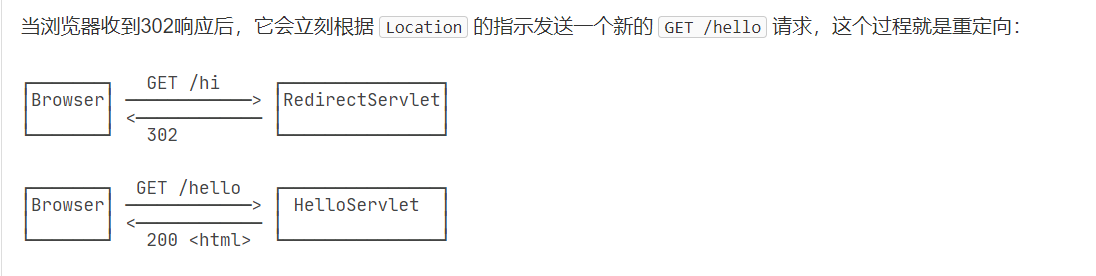 当浏览器收到302响应后，它会立刻根据 Location 的指示发送一个新的 GET /hello 请求，这个过程就是重定向：
GET /hi
Browser RedirectServlet
302
GET /hello
Browser HelloServlet
200 <html>